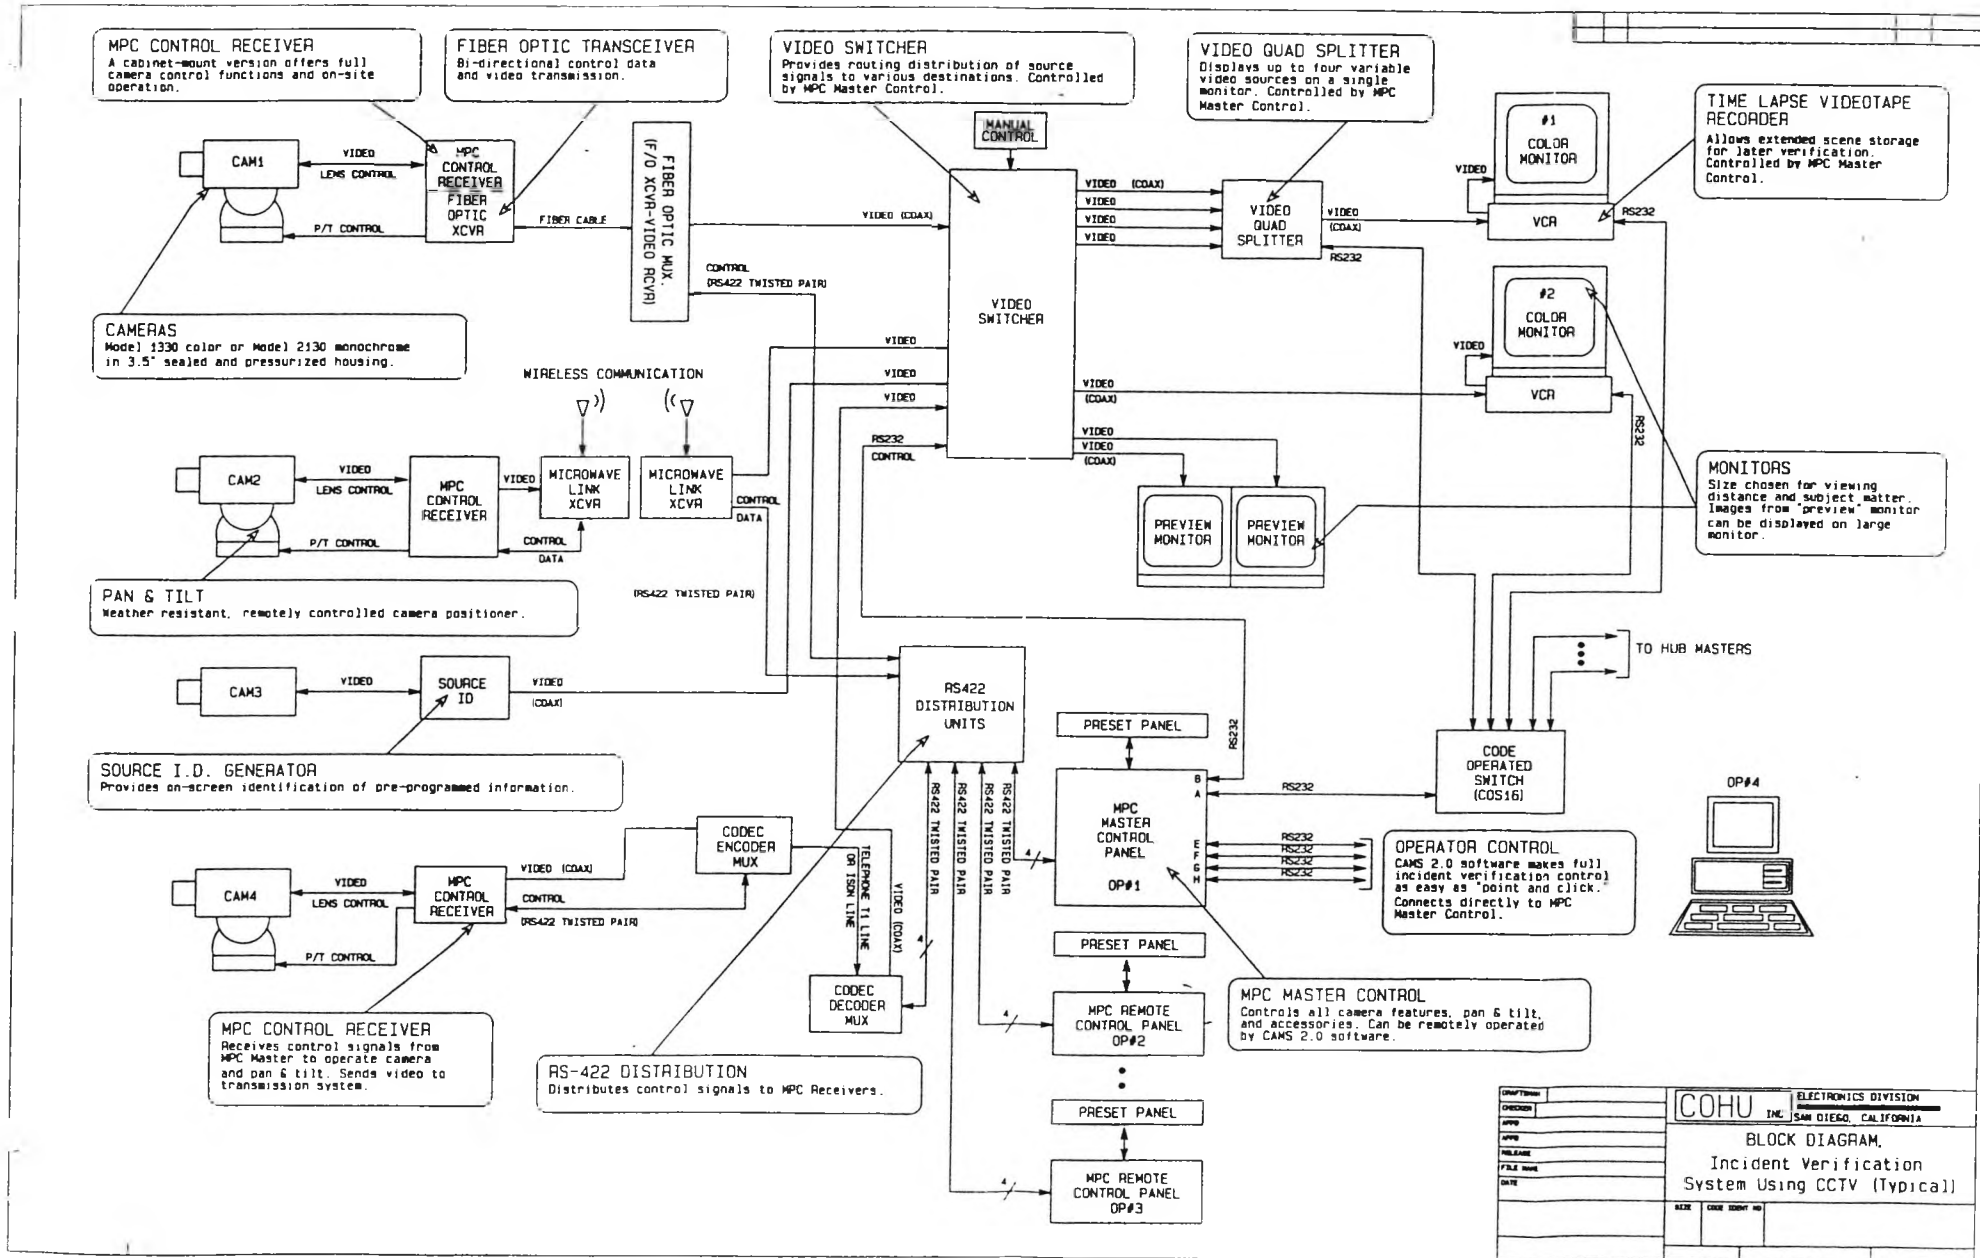 MPC CONTROL RECEIVER
A cabinet-mount version offers full
camera control functions and on-site
operation.
FIBER OPTIC TRANSCEIVER
Bi-directional control data
and video transmission.
VIDEO SWITCHER
Provides routing distribution of source
signals to various destinations. Controlled
by MPC Master Control.
VIDEO QUAD SPLITTER
Displays up to four variable
video sources on a single
monitor. Controlled by MPC
Master Control.
TIME LAPSE VIDEOTAPE
RECORDER
Allows extended scene storage
for later verification.
Controlled by MPC Master
Control.
MANUAL
CONTROL
CAM1
VIDEO
LENS CONTROL
P/T CONTROL
MPC
CONTROL
RECEIVER
FIBER
OPTIC
XCVR
FIBER CABLE
FIBER OPTIC MUX.
(F/O XCVR-VIDEO RCVR)
VIDEO (COAX)
CONTROL
(RS422 TWISTED PAIR)
VIDEO
SWITCHER
VIDEO (COAX)
VIDEO
VIDEO
VIDEO
VIDEO
QUAD
SPLITTER
VIDEO
(COAX)
RS232
#1
COLOR
MONITOR
VIDEO
VCR
RS232
#2
COLOR
MONITOR
VIDEO
VCR
RS232
CAMERAS
Model 1330 color or Model 2130 monochrome
in 3.5" sealed and pressurized housing.
WIRELESS COMMUNICATION
VIDEO
VIDEO
VIDEO
RS232
CONTROL
VIDEO
(COAX)
VIDEO
VIDEO
(COAX)
PREVIEW
MONITOR
PREVIEW
MONITOR
MONITORS
Size chosen for viewing
distance and subject matter.
Images from "preview" monitor
can be displayed on large
monitor.
CAM2
VIDEO
LENS CONTROL
P/T CONTROL
MPC
CONTROL
RECEIVER
VIDEO
CONTROL
DATA
MICROWAVE
LINK
XCVR
MICROWAVE
LINK
XCVR
CONTROL
DATA
(RS422 TWISTED PAIR)
PAN & TILT
Weather resistant, remotely controlled camera positioner.
CAM3
VIDEO
SOURCE
ID
VIDEO
(COAX)
SOURCE I.D. GENERATOR
Provides on-screen identification of pre-programmed information.
RS422
DISTRIBUTION
UNITS
RS422 TWISTED PAIR
RS422 TWISTED PAIR
RS422 TWISTED PAIR
RS422 TWISTED PAIR
4
4
4
4
RS232
TO HUB MASTERS
CODE
OPERATED
SWITCH
(COS16)
PRESET PANEL
MPC
MASTER
CONTROL
PANEL
OP#1
B
A
E
F
G
H
RS232
RS232
RS232
RS232
RS232
OPERATOR CONTROL
CAMS 2.0 software makes full
incident verification control
as easy as "point and click."
Connects directly to MPC
Master Control.
OP#4
CAM4
VIDEO
LENS CONTROL
P/T CONTROL
MPC
CONTROL
RECEIVER
VIDEO (COAX)
CONTROL
(RS422 TWISTED PAIR)
CODEC
ENCODER
MUX
TELEPHONE T1 LINE
OR ISDN LINE
VIDEO (COAX)
CODEC
DECODER
MUX
MPC CONTROL RECEIVER
Receives control signals from
MPC Master to operate camera
and pan & tilt. Sends video to
transmission system.
RS-422 DISTRIBUTION
Distributes control signals to MPC Receivers.
PRESET PANEL
MPC REMOTE
CONTROL PANEL
OP#2
PRESET PANEL
MPC REMOTE
CONTROL PANEL
OP#3
MPC MASTER CONTROL
Controls all camera features, pan & tilt,
and accessories. Can be remotely operated
by CAMS 2.0 software.
DRAFTSMAN
CHECKER
APPD
APPD
RELEASE
FILE NAME
DATE
COHU INC
ELECTRONICS DIVISION
SAN DIEGO, CALIFORNIA
BLOCK DIAGRAM,
Incident Verification
System Using CCTV (Typical)
SIZE
CODE IDENT NO